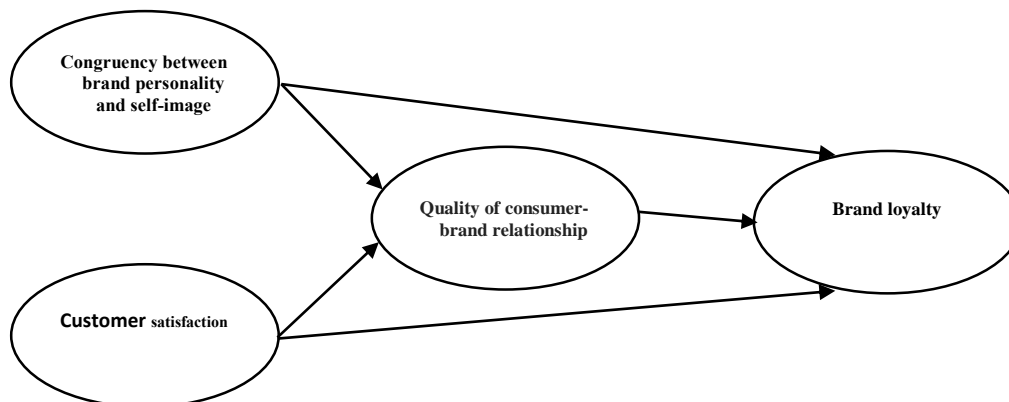 Congruency between
brand personality
and self-image
Quality of consumer-
brand relationship
Brand loyalty
Customer satisfaction